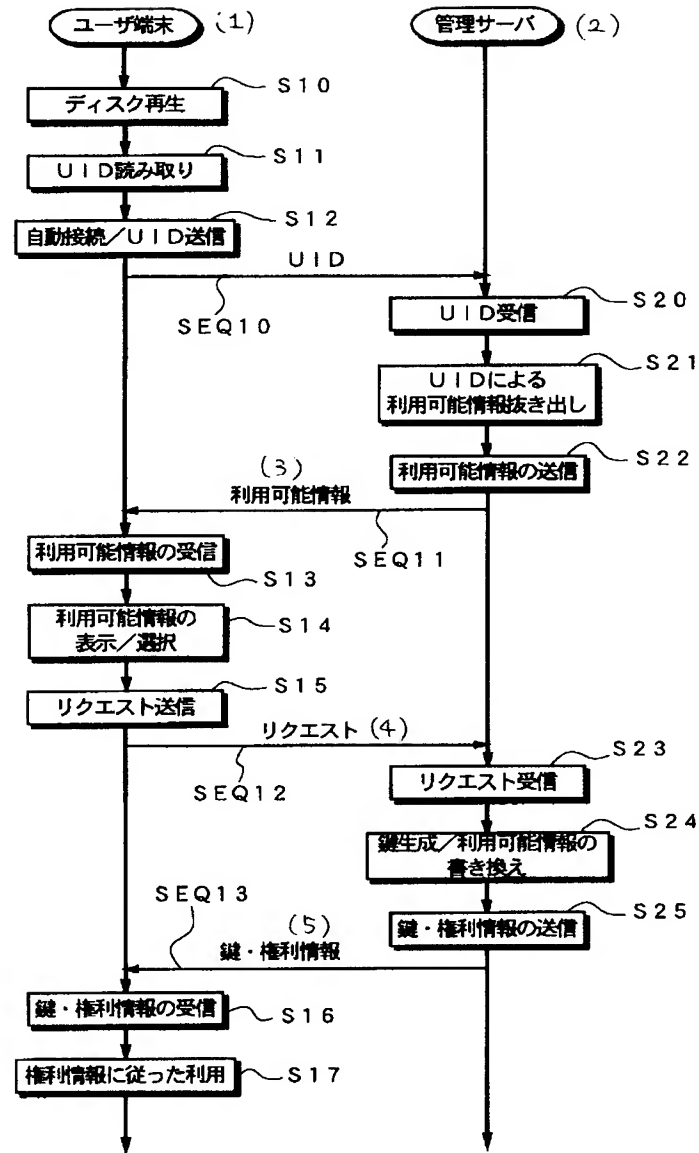 ユーザ端末 (1)
管理サーバ (2)
S10
ディスク再生
S11
UID読み取り
S12
自動接続／UID送信
UID
SEQ10
S20
UID受信
S21
UIDによる
利用可能情報抜き出し
S22
利用可能情報の送信
(3)
利用可能情報
SEQ11
利用可能情報の受信
S13
利用可能情報の
表示／選択
S14
S15
リクエスト送信
リクエスト (4)
SEQ12
S23
リクエスト受信
S24
鍵生成／利用可能情報の
書き換え
S25
鍵・権利情報の送信
SEQ13
(5)
鍵・権利情報
鍵・権利情報の受信
S16
権利情報に従った利用
S17